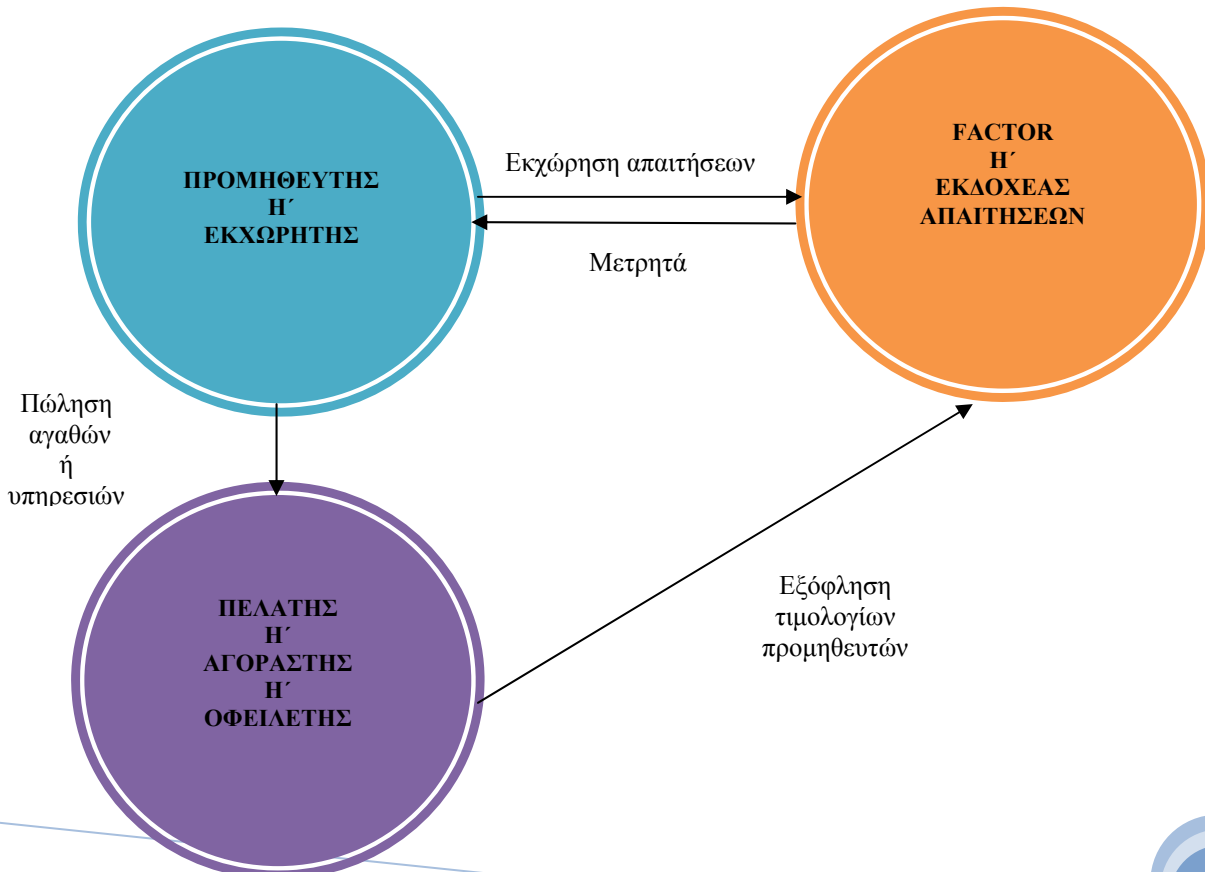 ΠΡΟΜΗΘΕΥΤΗΣ
Η΄
ΕΚΧΩΡΗΤΗΣ
Εκχώρηση απαιτήσεων
Μετρητά
FACTOR
Η΄
ΕΚΔΟΧΕΑΣ
ΑΠΑΙΤΗΣΕΩΝ
Πώληση
αγαθών
ή
υπηρεσιών
ΠΕΛΑΤΗΣ
Η΄
ΑΓΟΡΑΣΤΗΣ
Η΄
ΟΦΕΙΛΕΤΗΣ
Εξόφληση
τιμολογίων
προμηθευτών